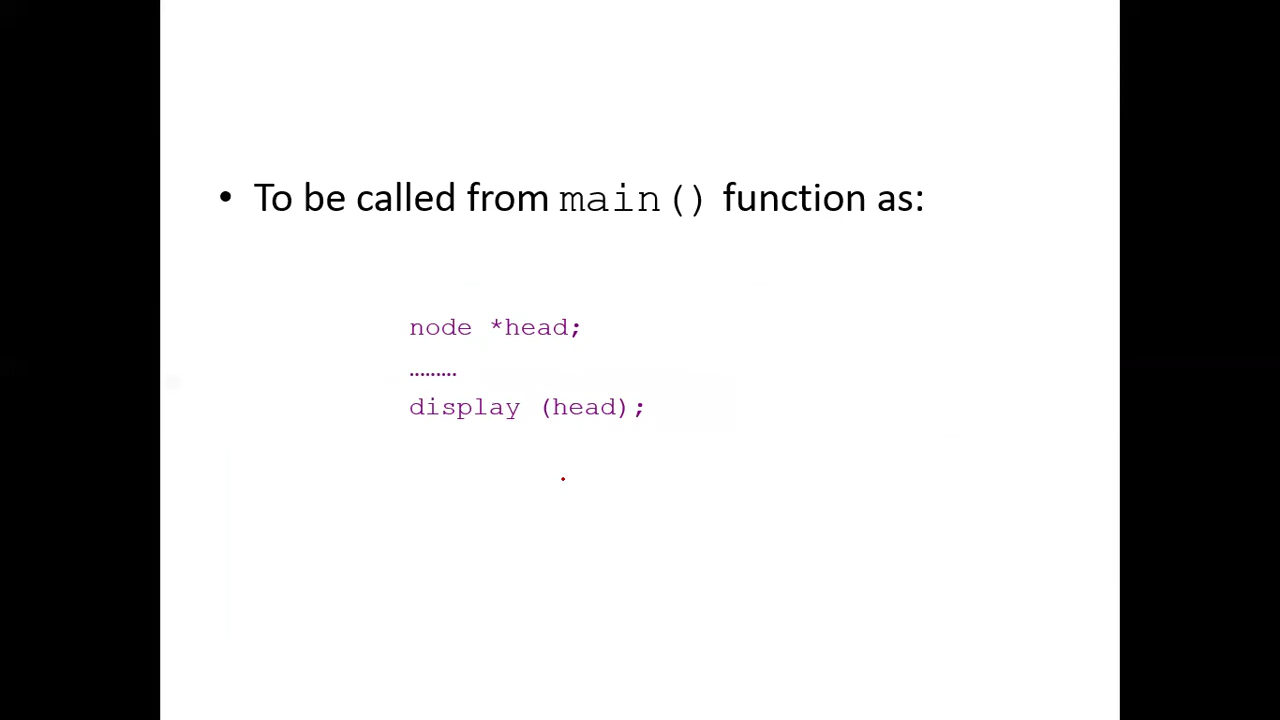 • To be called from main() function as:
node *head;
………
display (head);